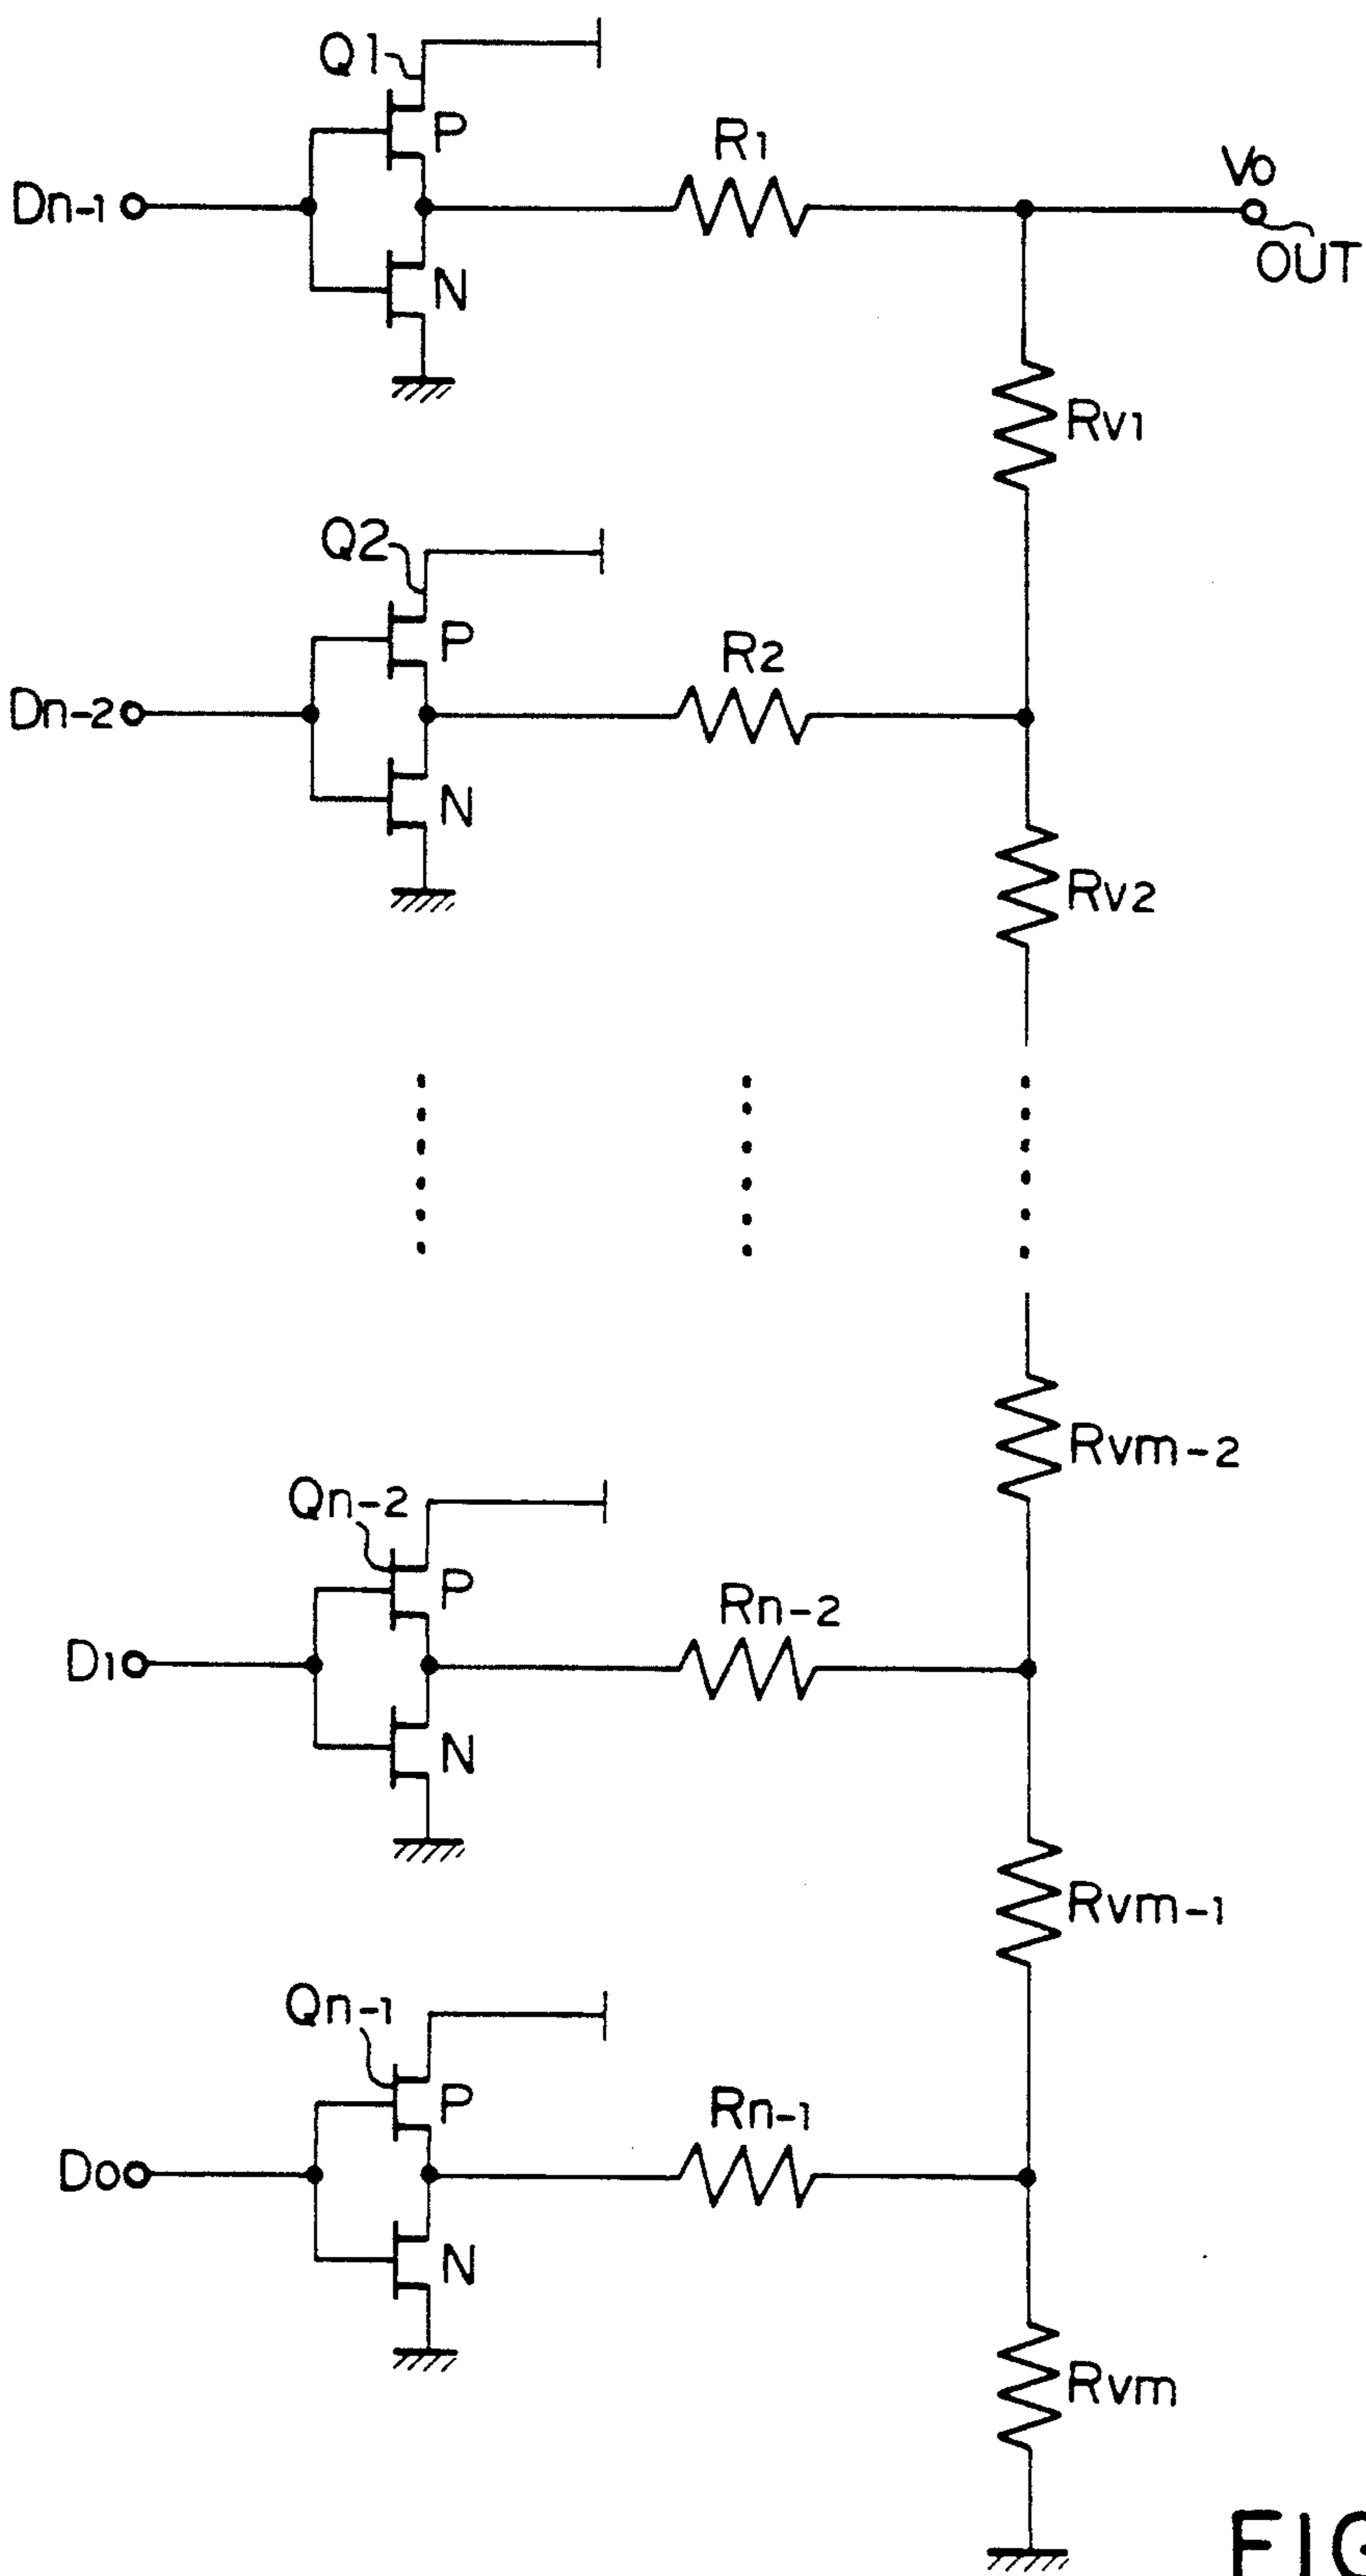 Q1
P
R1
Vo
Dn-1
OUT
N
Rv1
Q2
P
R2
Dn-2
N
Rv2
Rvm-2
Qn-2
P
Rn-2
D1
N
Rvm-1
Qn-1
P
Rn-1
Do
N
Rvm
FIG